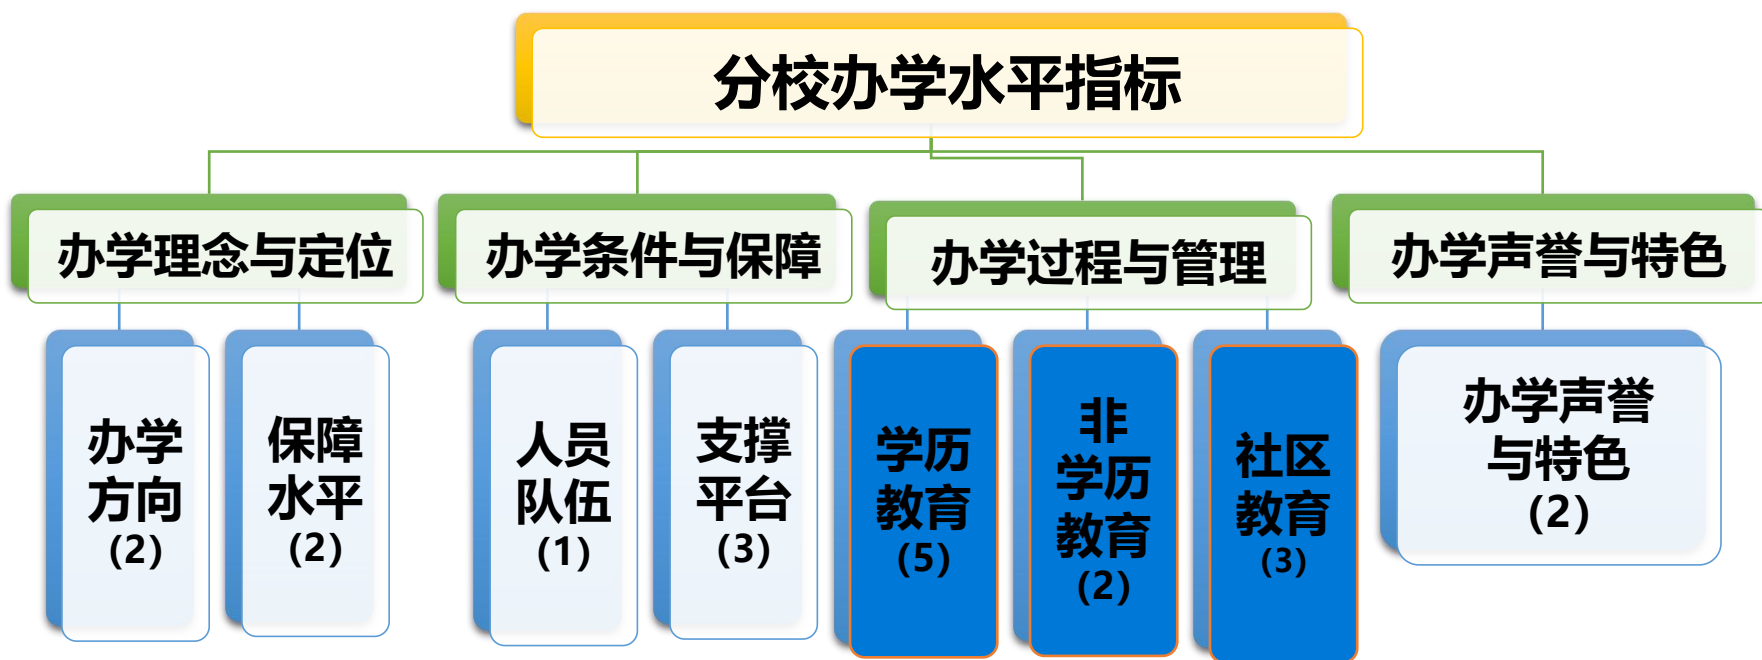 分校办学水平指标
办学理念与定位
办学条件与保障
办学过程与管理
办学声誉与特色
办学
方向
(2)
保障
水平
(2)
人员
队伍
(1)
支撑
平台
(3)
学历
教育
(5)
非
学历
教育
(2)
社区
教育
(3)
办学声誉
与特色
(2)